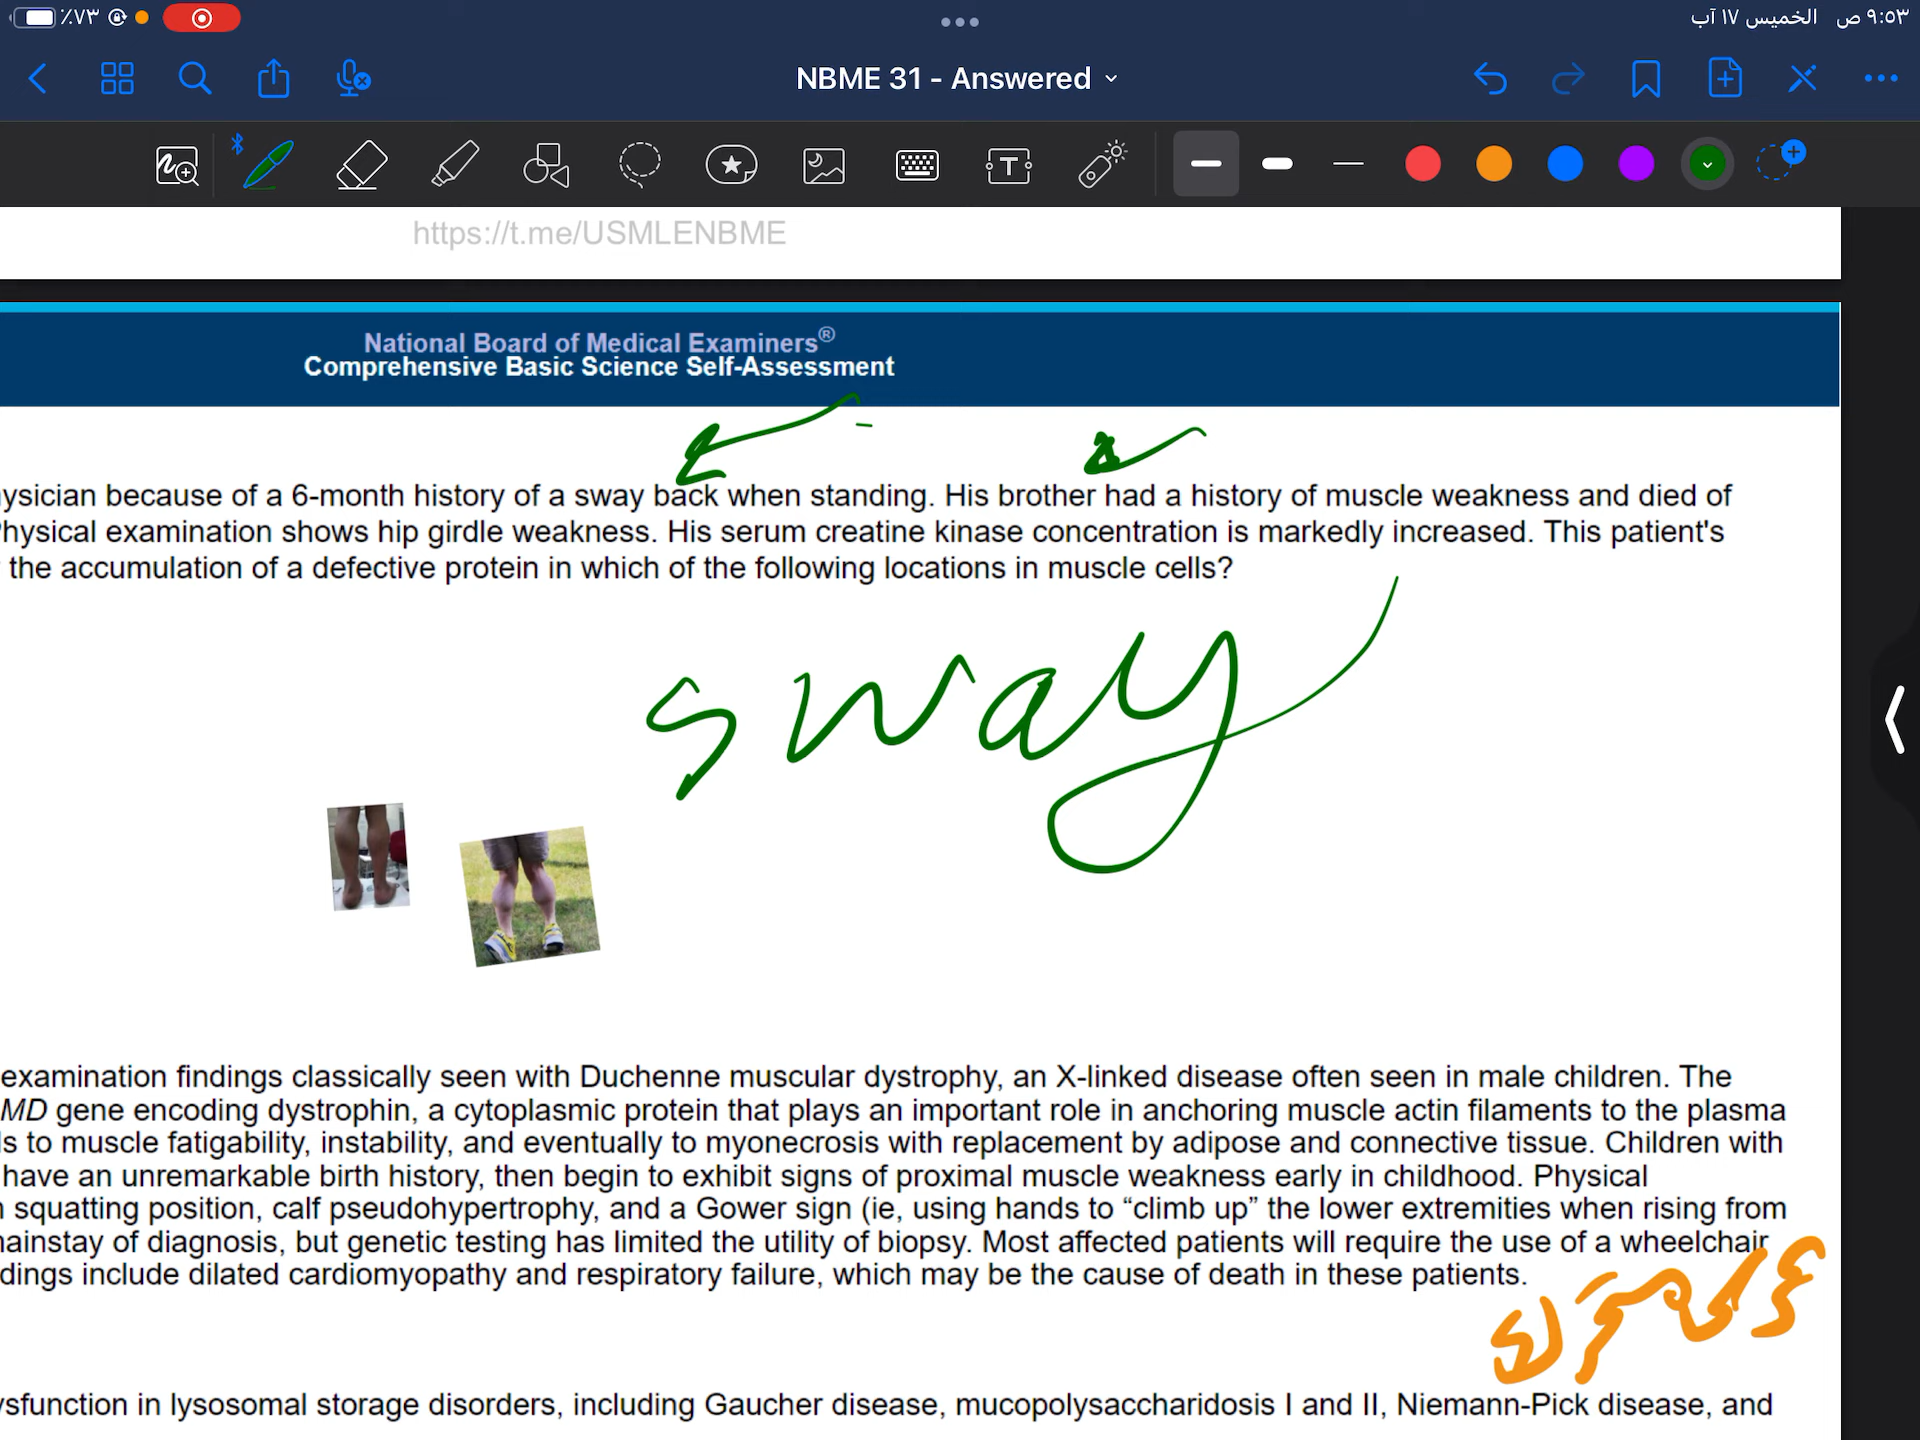 ٪٧٣
٩:٥٣ ص الخميس ١٧ آب
NBME 31 - Answered
T
https://t.me/USMLENBME
National Board of Medical Examiners®
Comprehensive Basic Science Self-Assessment
ysician because of a 6-month history of a sway back when standing. His brother had a history of muscle weakness and died of
Physical examination shows hip girdle weakness. His serum creatine kinase concentration is markedly increased. This patient's
the accumulation of a defective protein in which of the following locations in muscle cells?
sway
examination findings classically seen with Duchenne muscular dystrophy, an X-linked disease often seen in male children. The
MD gene encoding dystrophin, a cytoplasmic protein that plays an important role in anchoring muscle actin filaments to the plasma
ls to muscle fatigability, instability, and eventually to myonecrosis with replacement by adipose and connective tissue. Children with
have an unremarkable birth history, then begin to exhibit signs of proximal muscle weakness early in childhood. Physical
squatting position, calf pseudohypertrophy, and a Gower sign (ie, using hands to “climb up” the lower extremities when rising from
mainstay of diagnosis, but genetic testing has limited the utility of biopsy. Most affected patients will require the use of a wheelchair
dings include dilated cardiomyopathy and respiratory failure, which may be the cause of death in these patients.
ysfunction in lysosomal storage disorders, including Gaucher disease, mucopolysaccharidosis I and II, Niemann-Pick disease, and